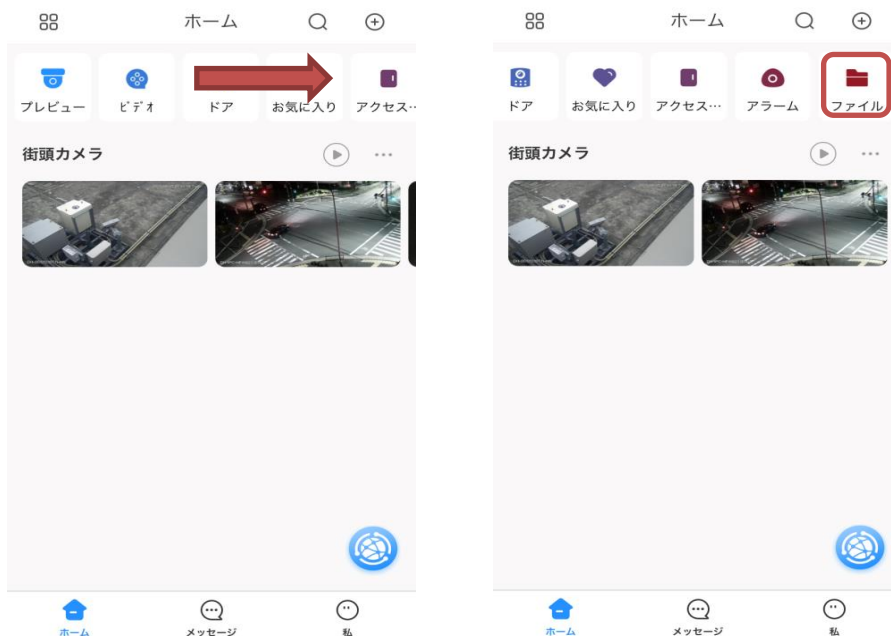 ホーム
プレビュー
ビデオ
ドア
お気に入り
アクセス…
街頭カメラ
ホーム
メッセージ
私
ホーム
ドア
お気に入り
アクセス…
アラーム
ファイル
街頭カメラ
ホーム
メッセージ
私